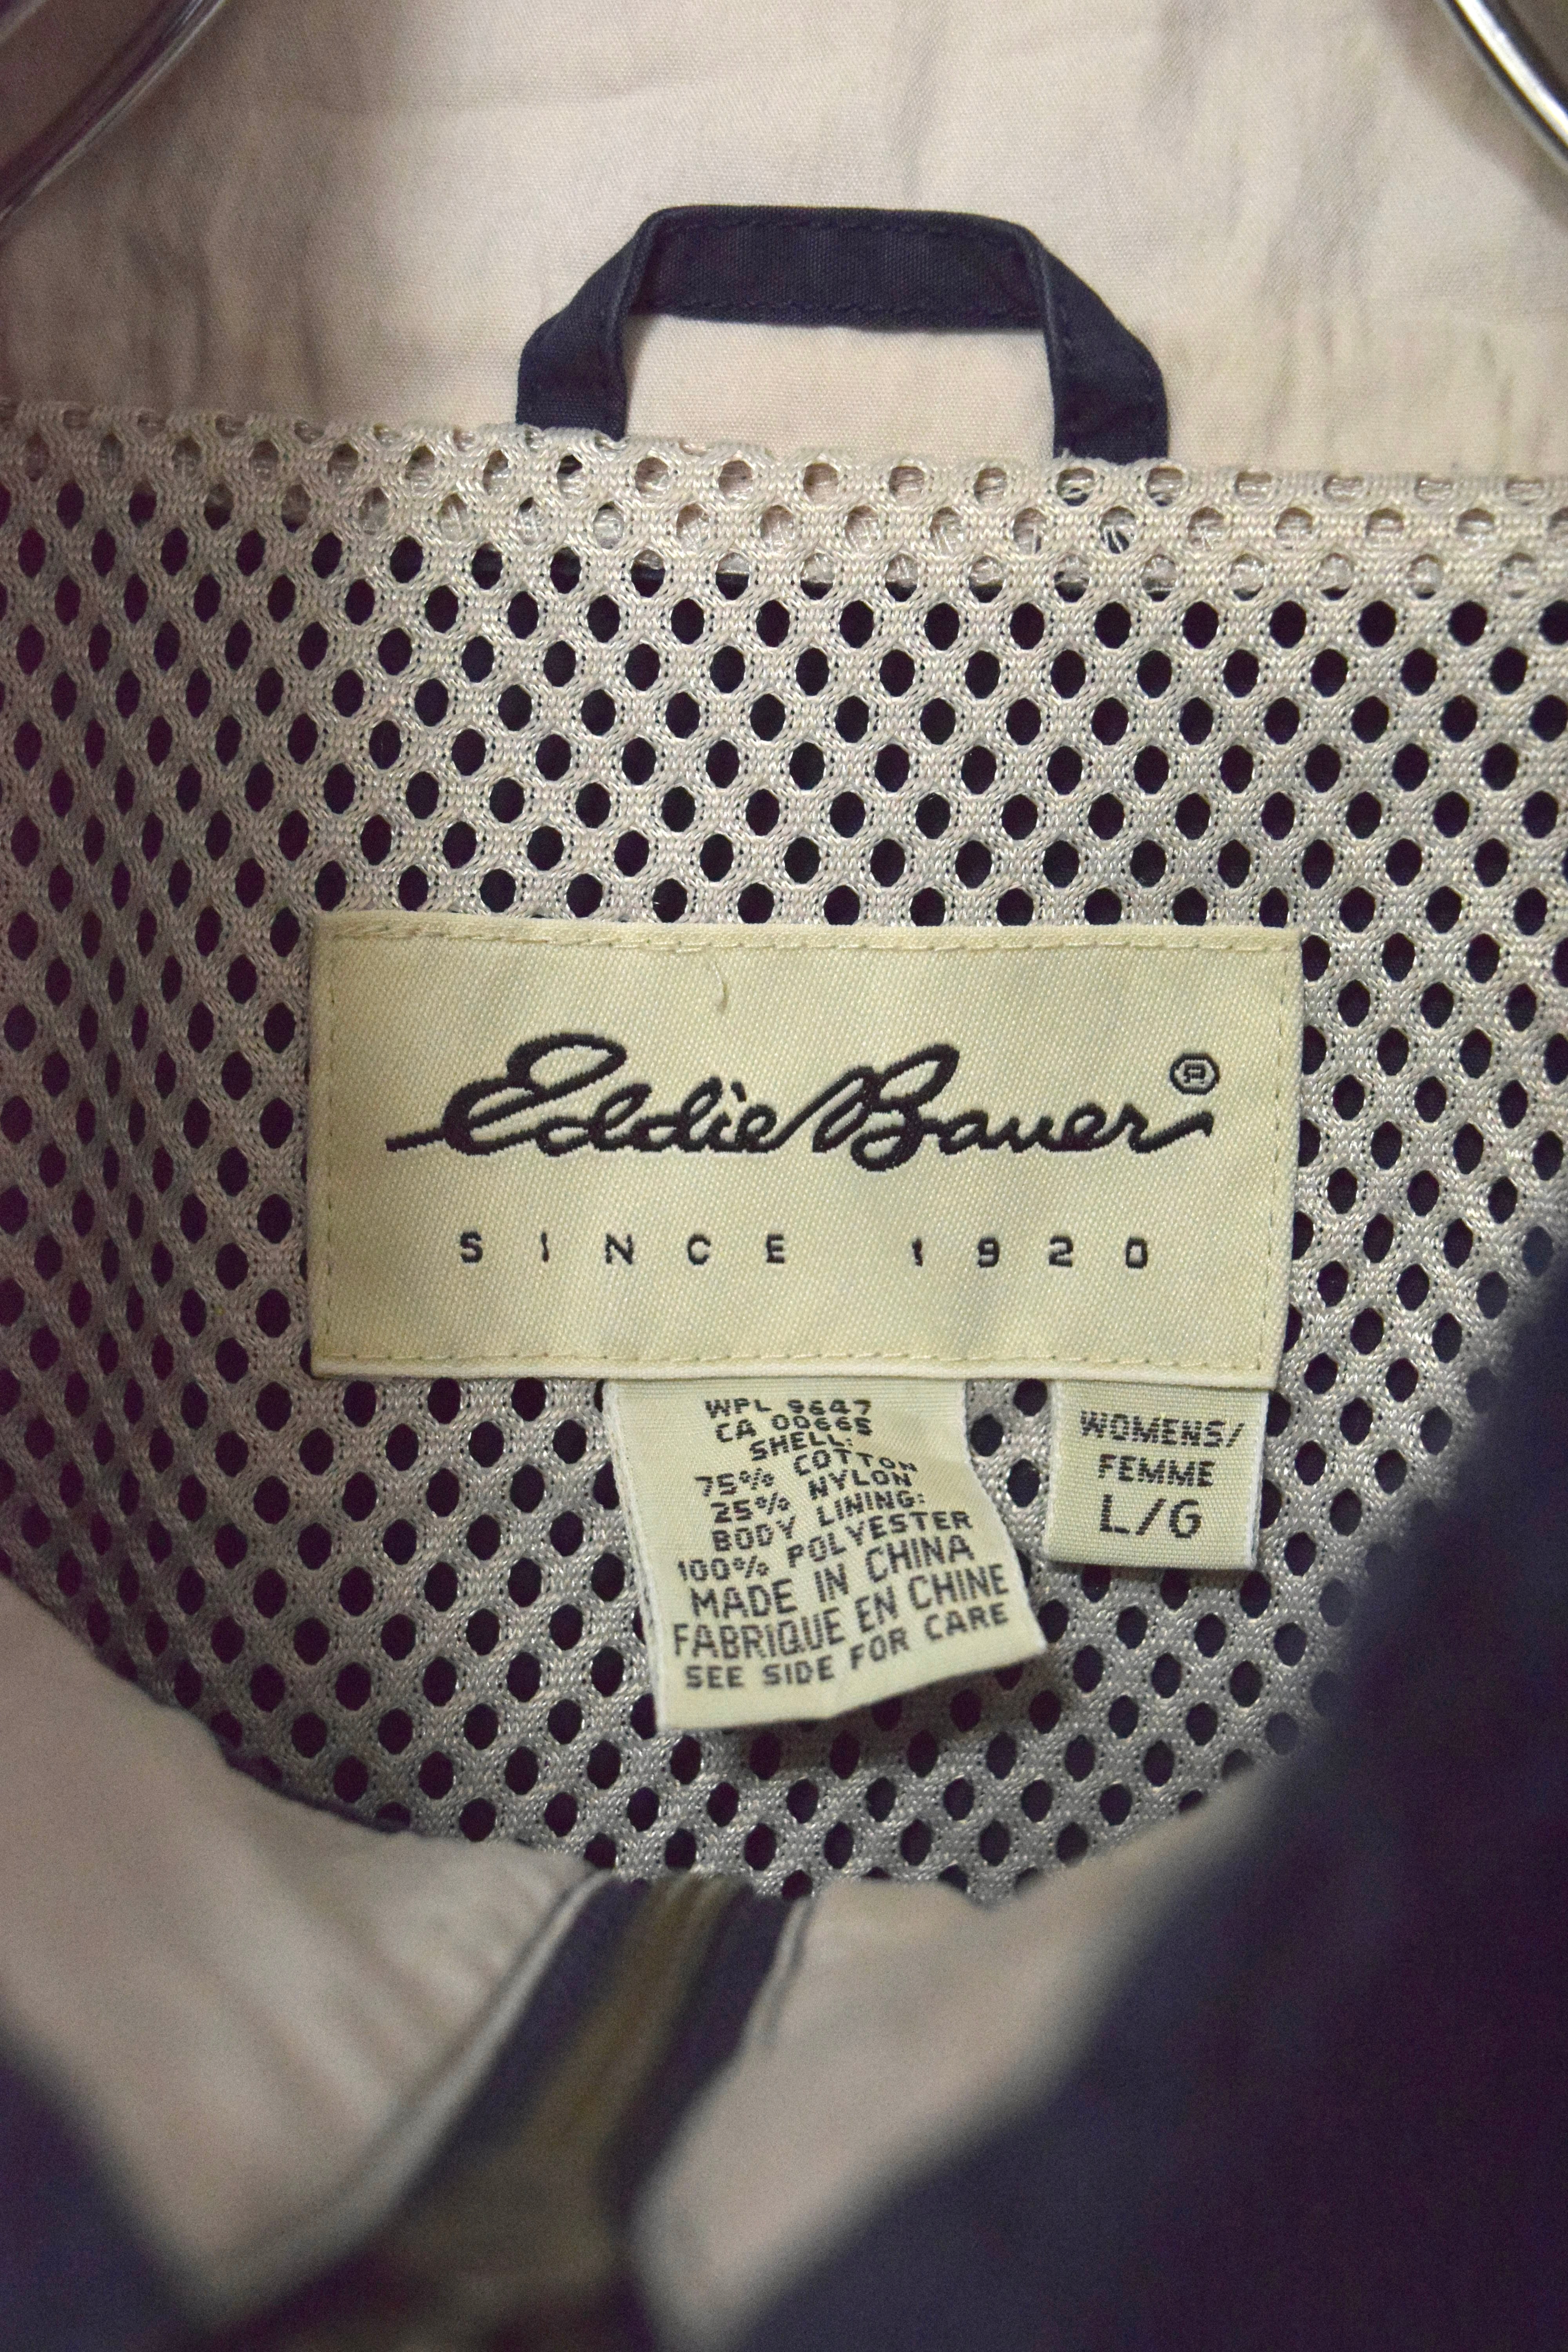 Eddie Bauer®
SINCE 1920
WPL 9647
CA 00665
SHELL:
75% COTTON
25% NYLON
BODY LINING:
100% POLYESTER
MADE IN CHINA
FABRIQUE EN CHINE
SEE SIDE FOR CARE
WOMENS/
FEMME
L/G